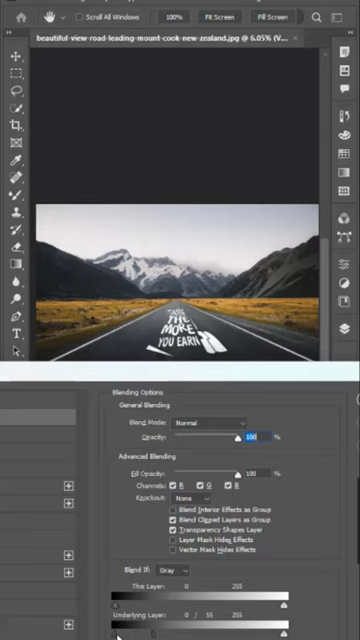 Scroll All Windows
100%
Fit Screen
Fill Screen
beautiful-view-road-leading-mount-cook-new-zealand.jpg @ 6.05% (V...
THE
MORE
YOU EARN
Blending Options
General Blending
Blend Mode: Normal
Opacity: 100 %
Advanced Blending
Fill Opacity: 100 %
Channels: R G B
Knockout: None
Blend Interior Effects as Group
Blend Clipped Layers as Group
Transparency Shapes Layer
Layer Mask Hides Effects
Vector Mask Hides Effects
Blend If: Gray
This Layer: 0 255
Underlying Layer: 0 / 55 255